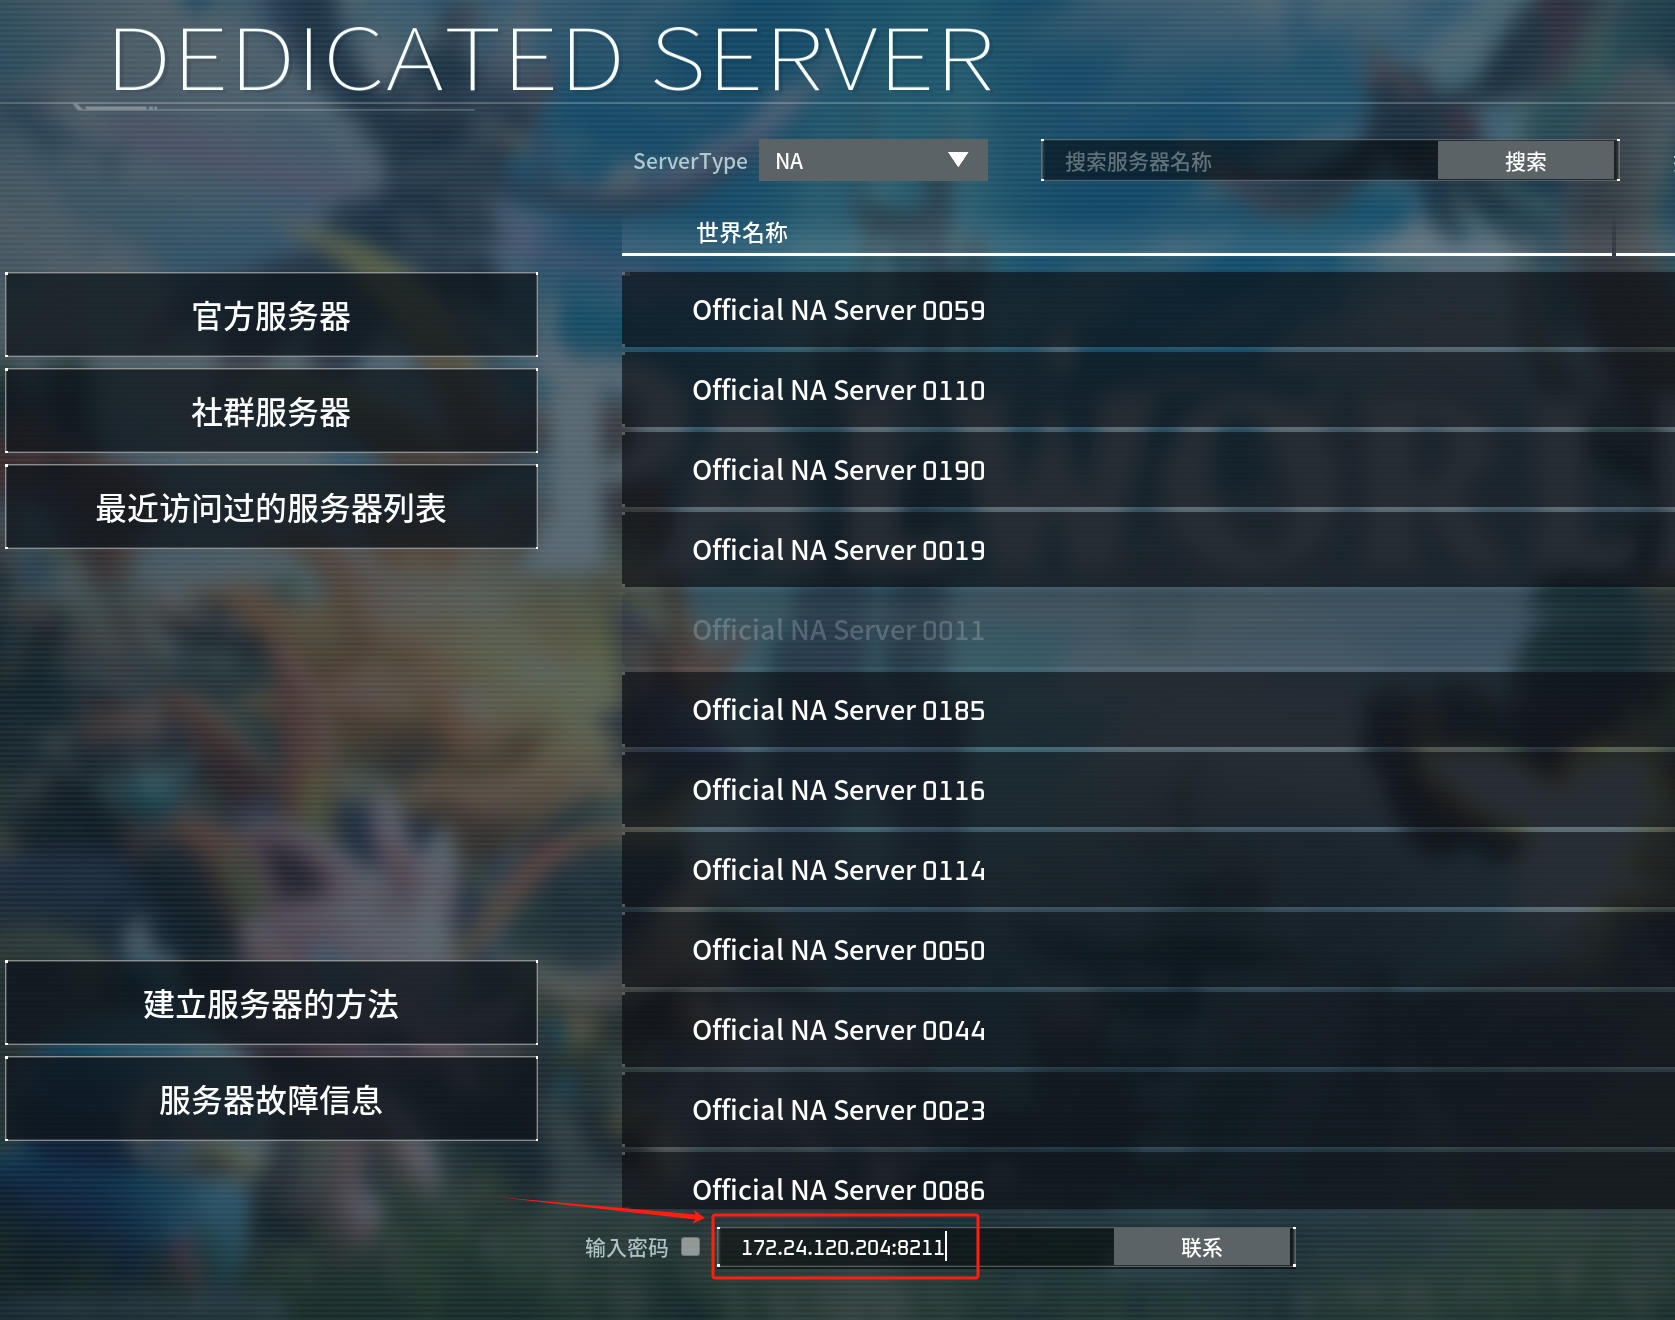 DEDICATED SERVER
ServerType
NA
搜索服务器名称
搜索
世界名称
官方服务器
社群服务器
最近访问过的服务器列表
建立服务器的方法
服务器故障信息
Official NA Server 0059
Official NA Server 0110
Official NA Server 0190
Official NA Server 0019
Official NA Server 0011
Official NA Server 0185
Official NA Server 0116
Official NA Server 0114
Official NA Server 0050
Official NA Server 0044
Official NA Server 0023
Official NA Server 0086
输入密码
172.24.120.204:8211
联系